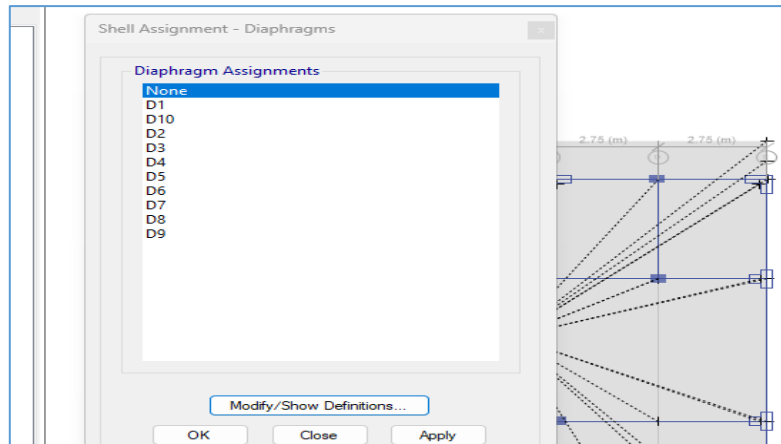 Shell Assignment - Diaphragms
x
Diaphragm Assignments
None
D1
D10
D2
D3
D4
D5
D6
D7
D8
D9
2.75 (m)
2.75 (m)
Modify/Show Definitions...
OK
Close
Apply